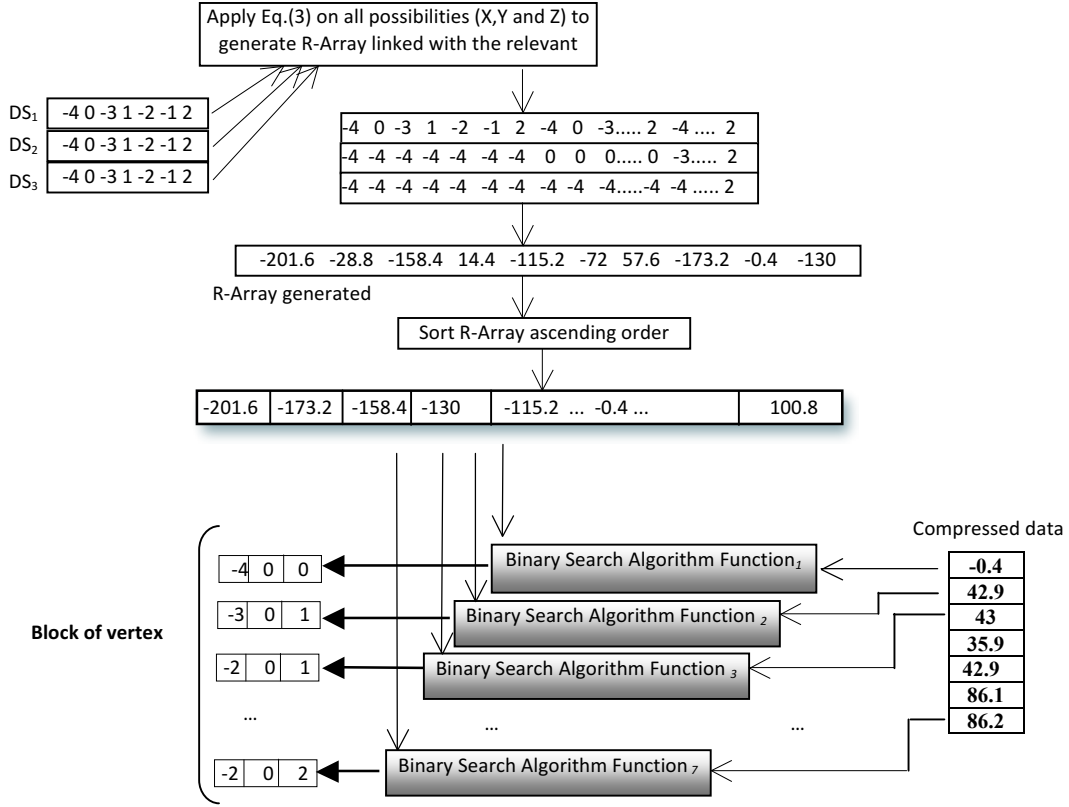 Apply Eq.(3) on all possibilities (X,Y and Z) to
generate R-Array linked with the relevant
DS1 -4 0 -3 1 -2 -1 2
DS2 -4 0 -3 1 -2 -1 2
DS3 -4 0 -3 1 -2 -1 2
-4 0 -3 1 -2 -1 2 -4 0 -3..... 2 -4 .... 2
-4 -4 -4 -4 -4 -4 -4 0 0 0..... 0 -3..... 2
-4 -4 -4 -4 -4 -4 -4 -4 -4 -4.....-4 -4 ..... 2
-201.6 -28.8 -158.4 14.4 -115.2 -72 57.6 -173.2 -0.4 -130
R-Array generated
Sort R-Array ascending order
-201.6 -173.2 -158.4 -130 -115.2 ... -0.4 ... 100.8
Compressed data
Binary Search Algorithm Function1
-4 0 0
Binary Search Algorithm Function 2
-3 0 1
Block of vertex
Binary Search Algorithm Function 3
-2 0 1
... ... ...
Binary Search Algorithm Function 7
-2 0 2
-0.4
42.9
43
35.9
42.9
86.1
86.2